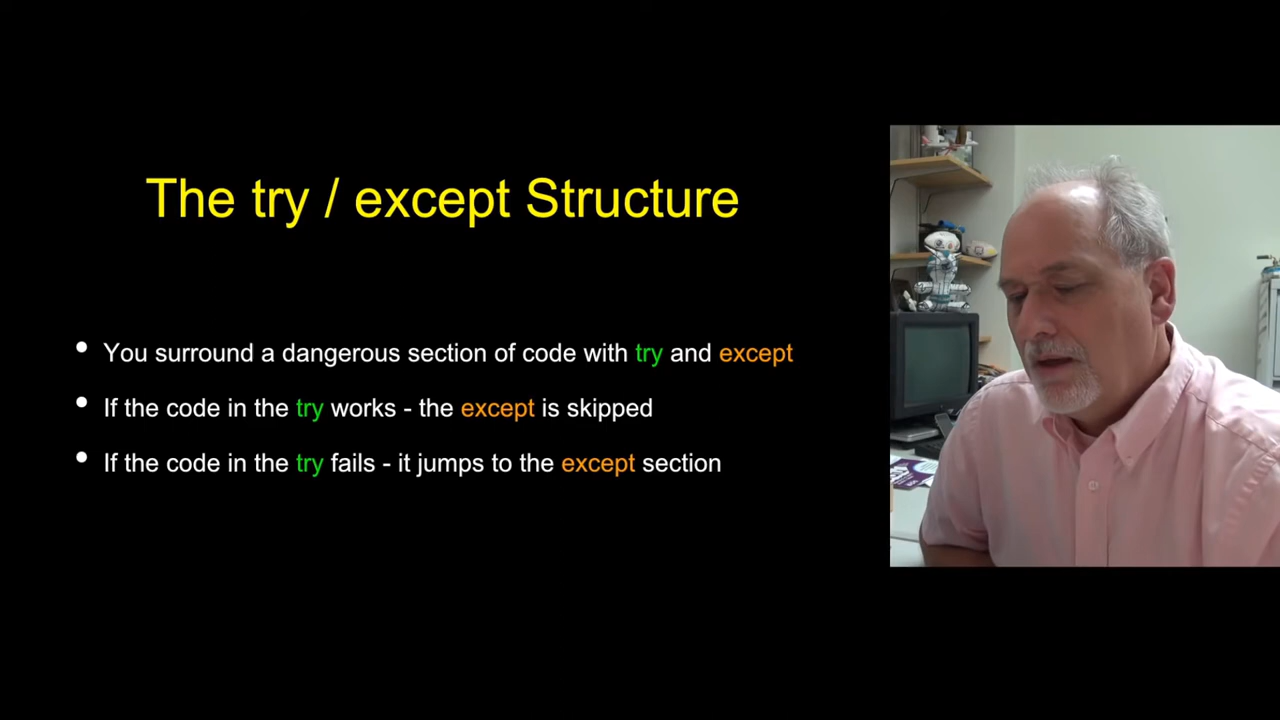 The try / except Structure
• You surround a dangerous section of code with try and except
• If the code in the try works - the except is skipped
• If the code in the try fails - it jumps to the except section